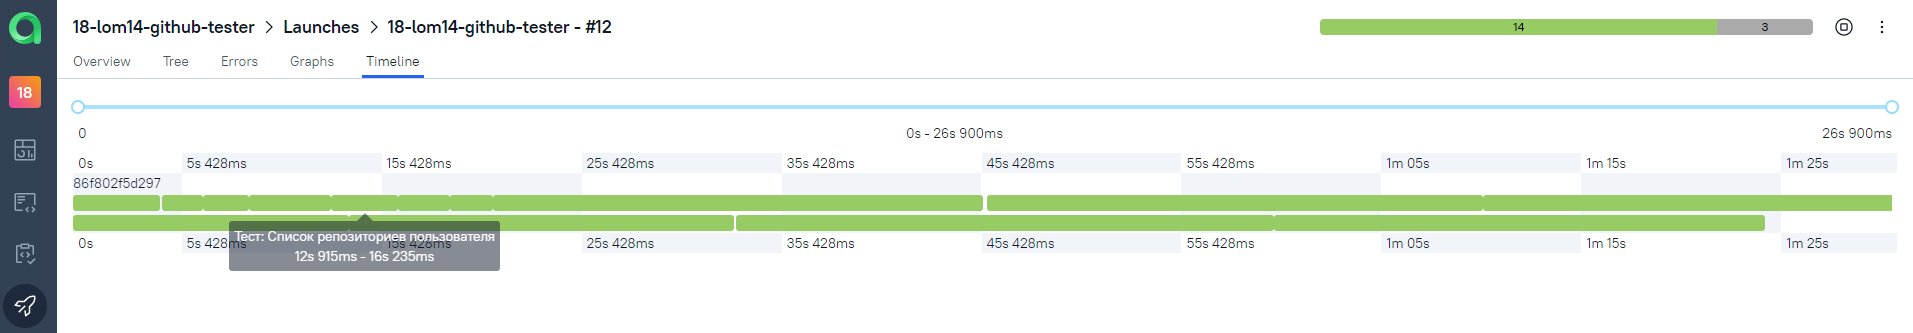 18-lom14-github-tester > Launches > 18-lom14-github-tester - #12
14
3
Overview Tree Errors Graphs Timeline
18
0 0s - 26s 900ms 26s 900ms
0s 5s 428ms 15s 428ms 25s 428ms 35s 428ms 45s 428ms 55s 428ms 1m 05s 1m 15s 1m 25s
86f802f5d297
Тест: Список репозиториев пользователя
12s 915ms - 16s 235ms
0s 5s 428ms 15s 428ms 25s 428ms 35s 428ms 45s 428ms 55s 428ms 1m 05s 1m 15s 1m 25s